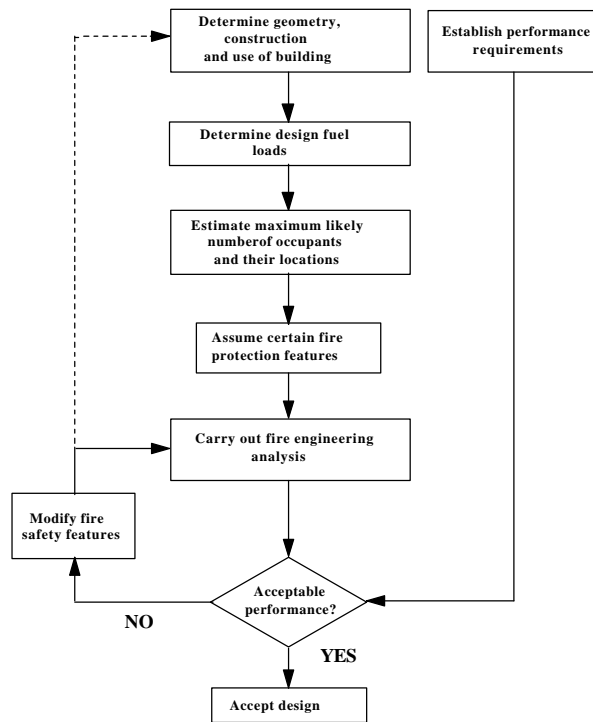 Determine geometry,
construction
and use of building
Establish performance
requirements
Determine design fuel
loads
Estimate maximum likely
numberof occupants
and their locations
Assume certain fire
protection features
Carry out fire engineering
analysis
Modify fire
safety features
Acceptable
performance?
NO
YES
Accept design